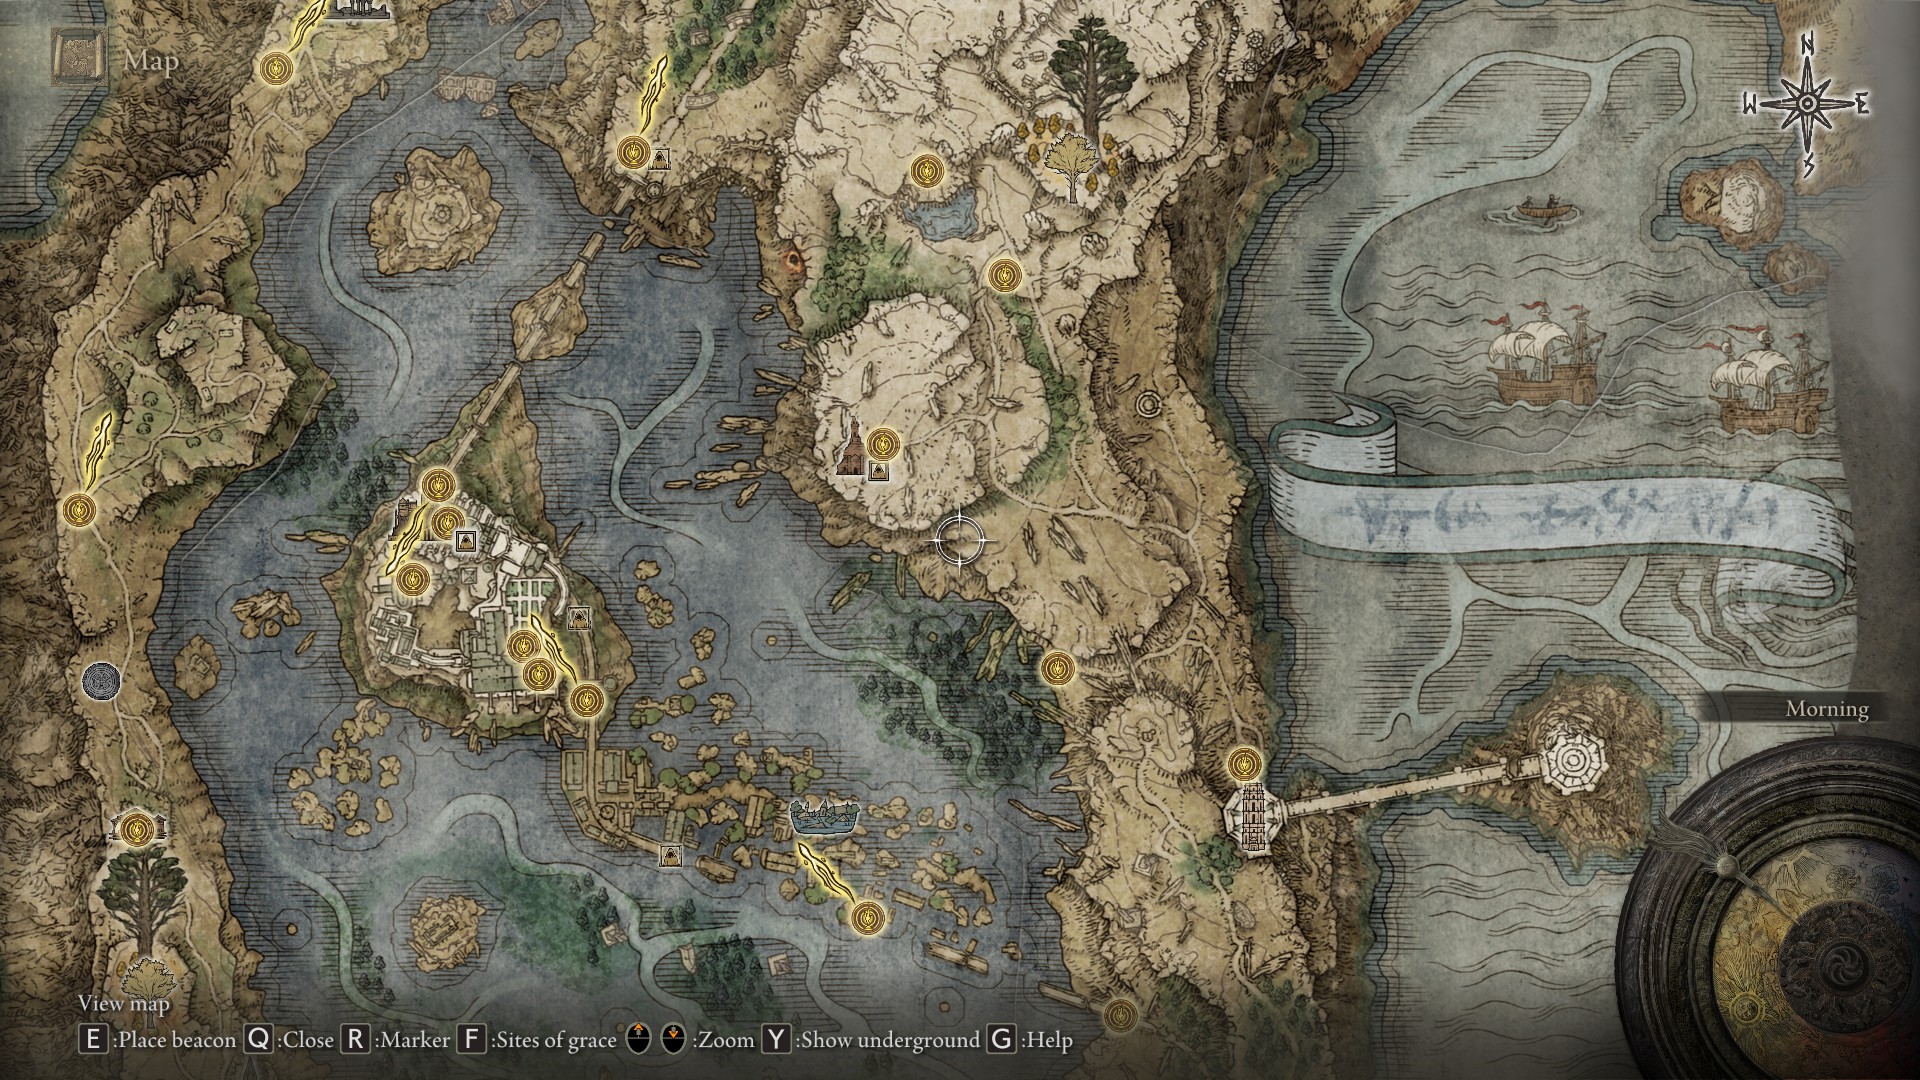 Map
N
W E
S
Morning
View map
E :Place beacon Q :Close R :Marker F :Sites of grace :Zoom Y :Show underground G :Help